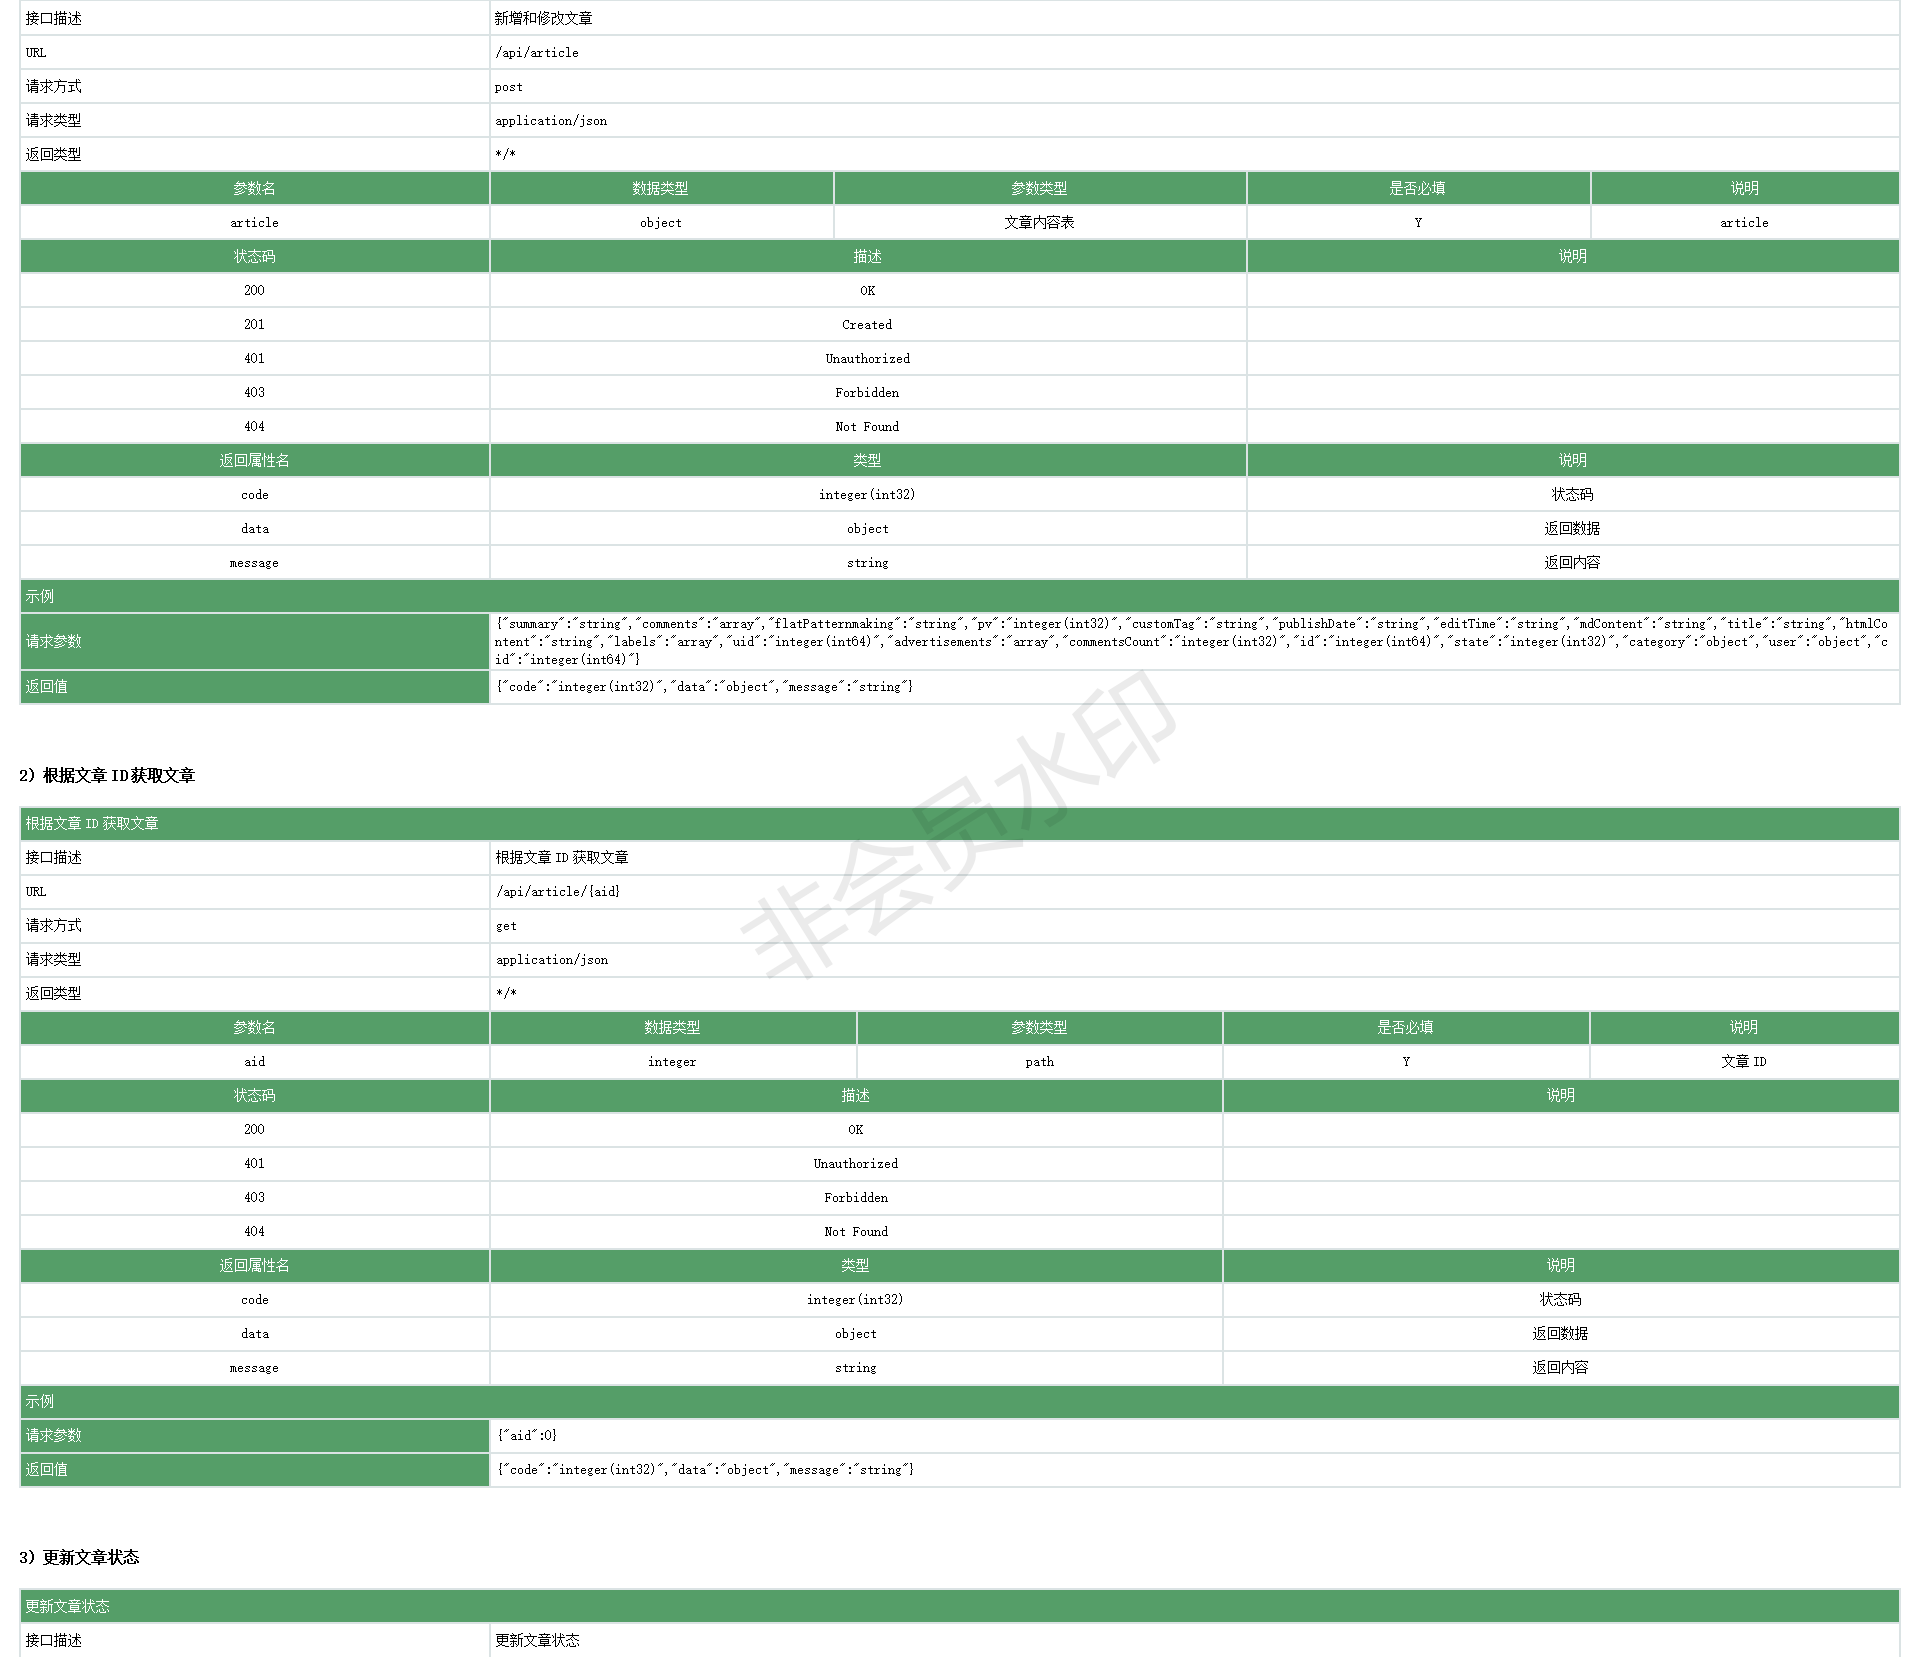 接口描述 新增和修改文章
URL /api/article
请求方式 post
请求类型 application/json
返回类型 */*
参数名 数据类型 参数类型 是否必填 说明
article object 文章内容表 Y article
状态码 描述 说明
200 OK
201 Created
401 Unauthorized
403 Forbidden
404 Not Found
返回属性名 类型 说明
code integer(int32) 状态码
data object 返回数据
message string 返回内容
示例
请求参数 {"summary":"string","comments":"array","flatPatternmaking":"string","pv":"integer(int32)","customTag":"string","publishDate":"string","editTime":"string","mdContent":"string","title":"string","htmlCo
ntent":"string","labels":"array","uid":"integer(int64)","advertisements":"array","commentsCount":"integer(int32)","id":"integer(int64)","state":"integer(int32)","category":"object","user":"object","c
id":"integer(int64)"}
返回值 {"code":"integer(int32)","data":"object","message":"string"}
2）根据文章 ID获取文章
根据文章 ID 获取文章
接口描述 根据文章 ID 获取文章
URL /api/article/{aid}
请求方式 get
请求类型 application/json
返回类型 */*
参数名 数据类型 参数类型 是否必填 说明
aid integer path Y 文章 ID
状态码 描述 说明
200 OK
401 Unauthorized
403 Forbidden
404 Not Found
返回属性名 类型 说明
code integer(int32) 状态码
data object 返回数据
message string 返回内容
示例
请求参数 {"aid":0}
返回值 {"code":"integer(int32)","data":"object","message":"string"}
3）更新文章状态
更新文章状态
接口描述 更新文章状态
非会员水印